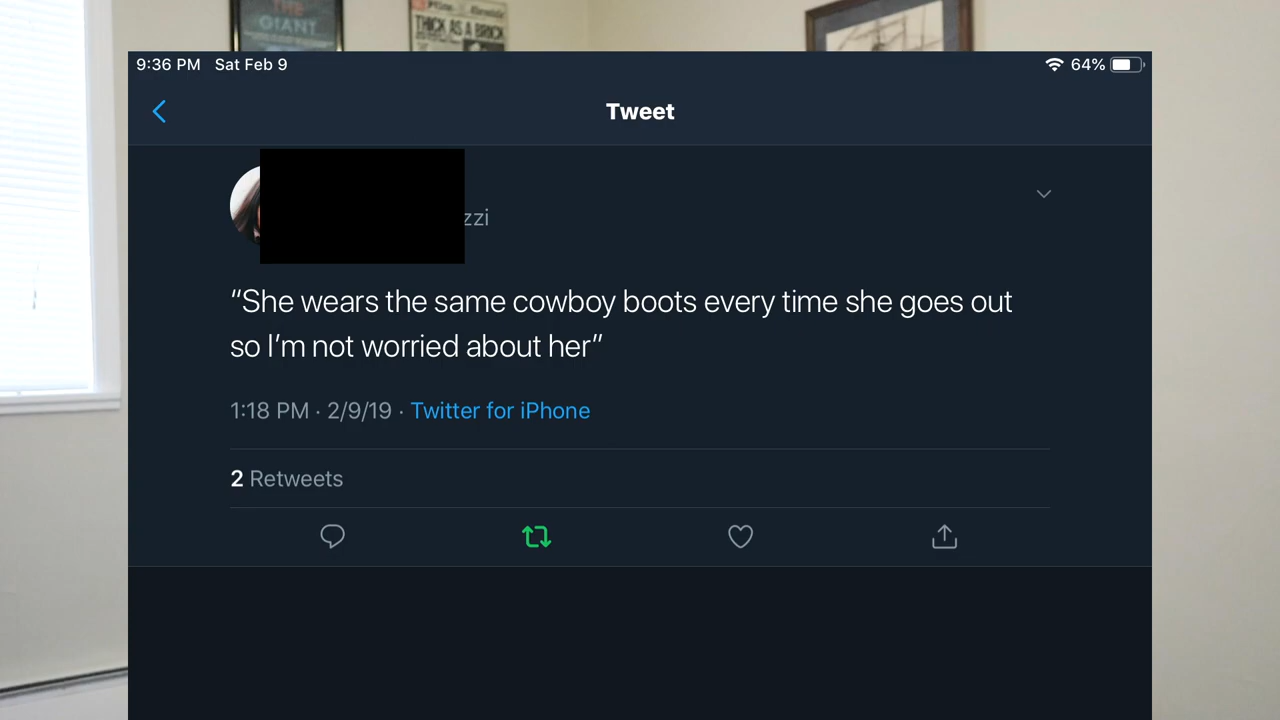 THE
GIANT
THICK AS A BRICK
9:36 PM Sat Feb 9
64%
Tweet
zzi
“She wears the same cowboy boots every time she goes out
so I’m not worried about her”
1:18 PM · 2/9/19 · Twitter for iPhone
2 Retweets